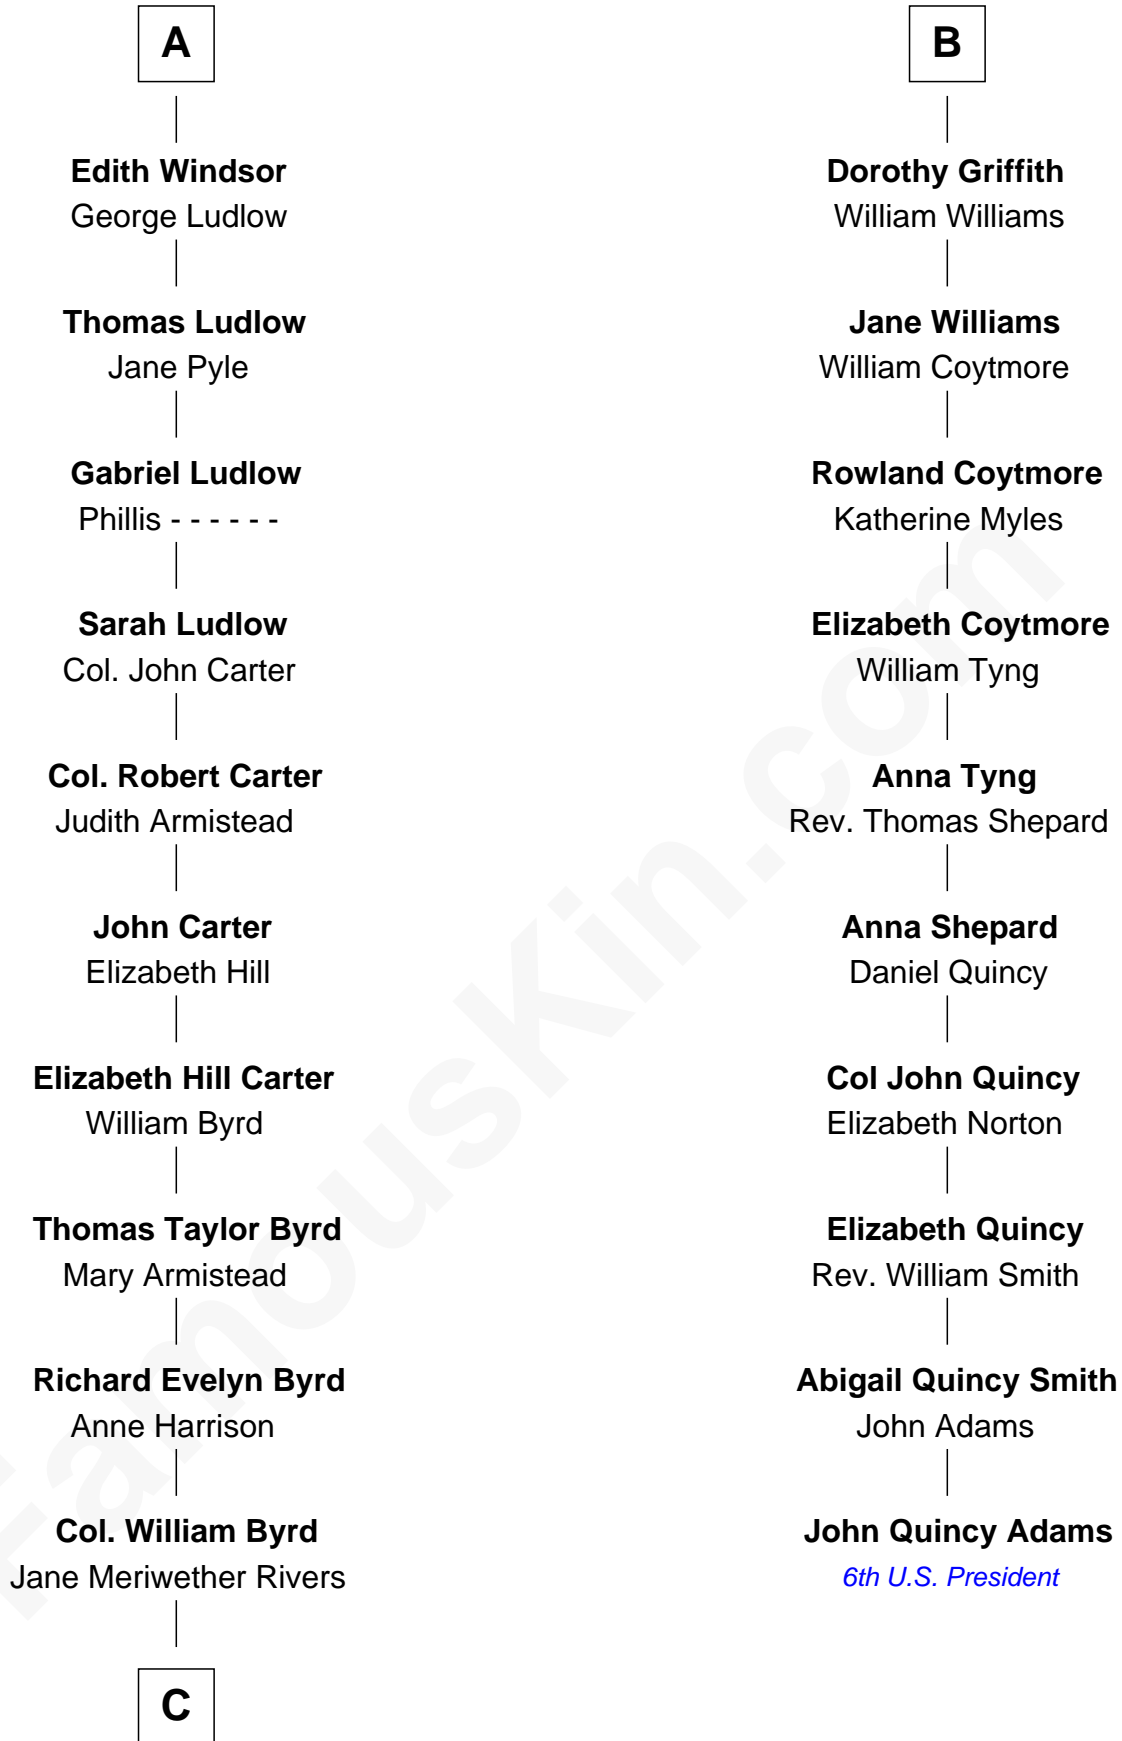 A
Edith Windsor
George Ludlow
Thomas Ludlow
Jane Pyle
Gabriel Ludlow
Phillis - - - - - -
Sarah Ludlow
Col. John Carter
Col. Robert Carter
Judith Armistead
John Carter
Elizabeth Hill
Elizabeth Hill Carter
William Byrd
Thomas Taylor Byrd
Mary Armistead
Richard Evelyn Byrd
Anne Harrison
Col. William Byrd
Jane Meriwether Rivers
C
B
Dorothy Griffith
William Williams
Jane Williams
William Coytmore
Rowland Coytmore
Katherine Myles
Elizabeth Coytmore
William Tyng
Anna Tyng
Rev. Thomas Shepard
Anna Shepard
Daniel Quincy
Col John Quincy
Elizabeth Norton
Elizabeth Quincy
Rev. William Smith
Abigail Quincy Smith
John Adams
John Quincy Adams
6th U.S. President
FamousKin.com